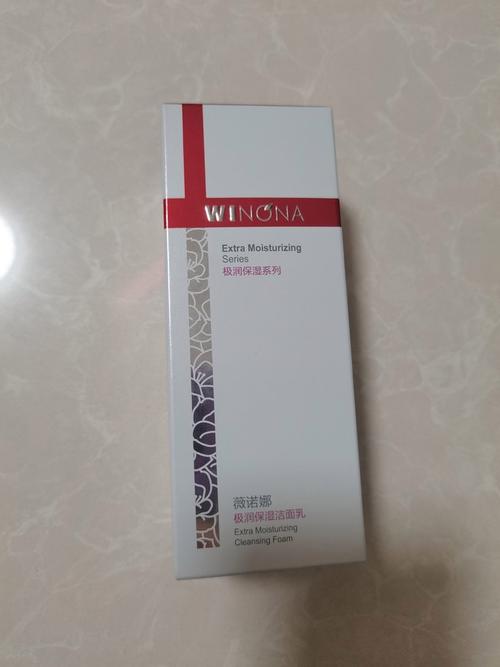 WINONA
Extra Moisturizing
Series
极润保湿系列
薇诺娜
极润保湿洁面乳
Extra Moisturizing
Cleansing Foam